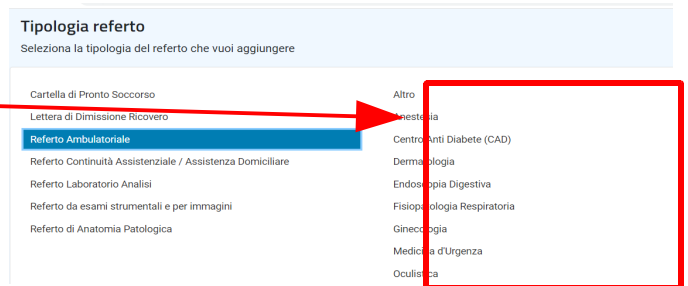 Tipologia referto
Seleziona la tipologia del referto che vuoi aggiungere
Cartella di Pronto Soccorso
Lettera di Dimissione Ricovero
Referto Ambulatoriale
Referto Continuità Assistenziale / Assistenza Domiciliare
Referto Laboratorio Analisi
Referto da esami strumentali e per immagini
Referto di Anatomia Patologica
Altro
Anestesia
Centro Anti Diabete (CAD)
Dermatologia
Endoscopia Digestiva
Fisiopatologia Respiratoria
Ginecologia
Medicina d'Urgenza
Oculistica